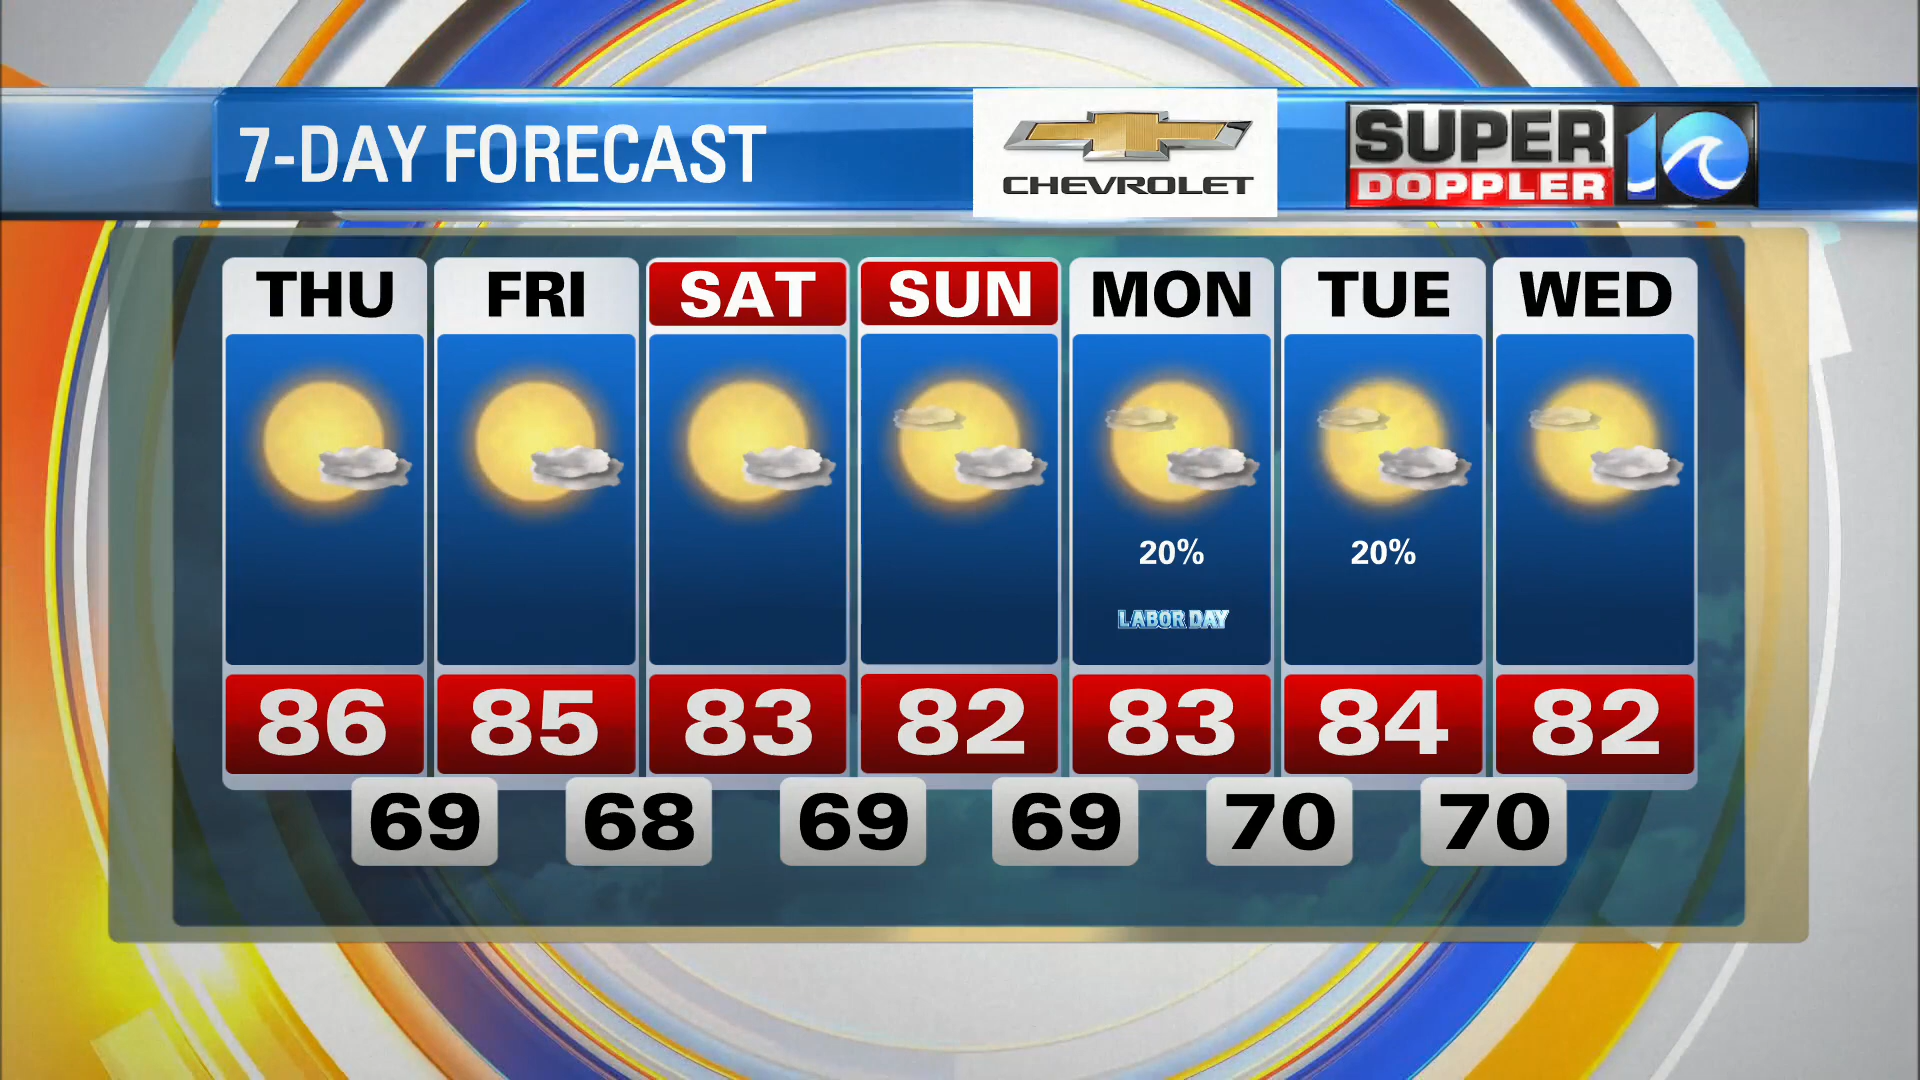 7-DAY FORECAST
CHEVROLET
SUPER
DOPPLER
10
THU FRI SAT SUN MON TUE WED
20% 20%
LABOR DAY
86 85 83 82 83 84 82
69 68 69 69 70 70